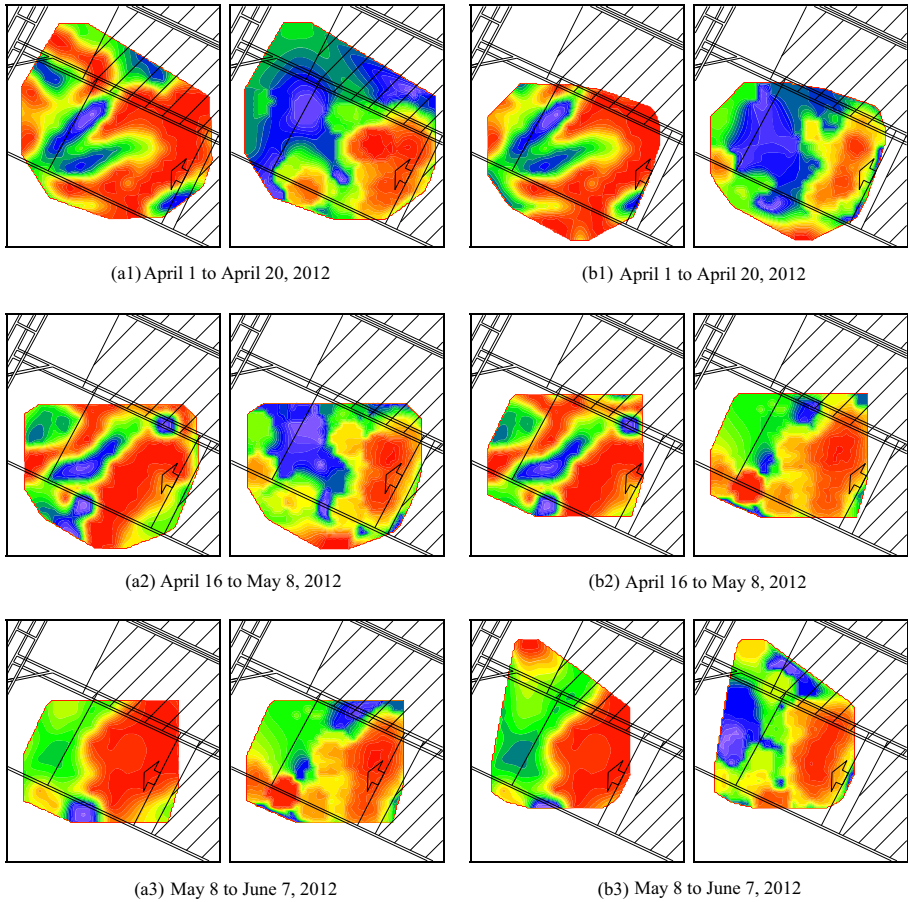 (a1) April 1 to April 20, 2012
(b1) April 1 to April 20, 2012
(a2) April 16 to May 8, 2012
(b2) April 16 to May 8, 2012
(a3) May 8 to June 7, 2012
(b3) May 8 to June 7, 2012